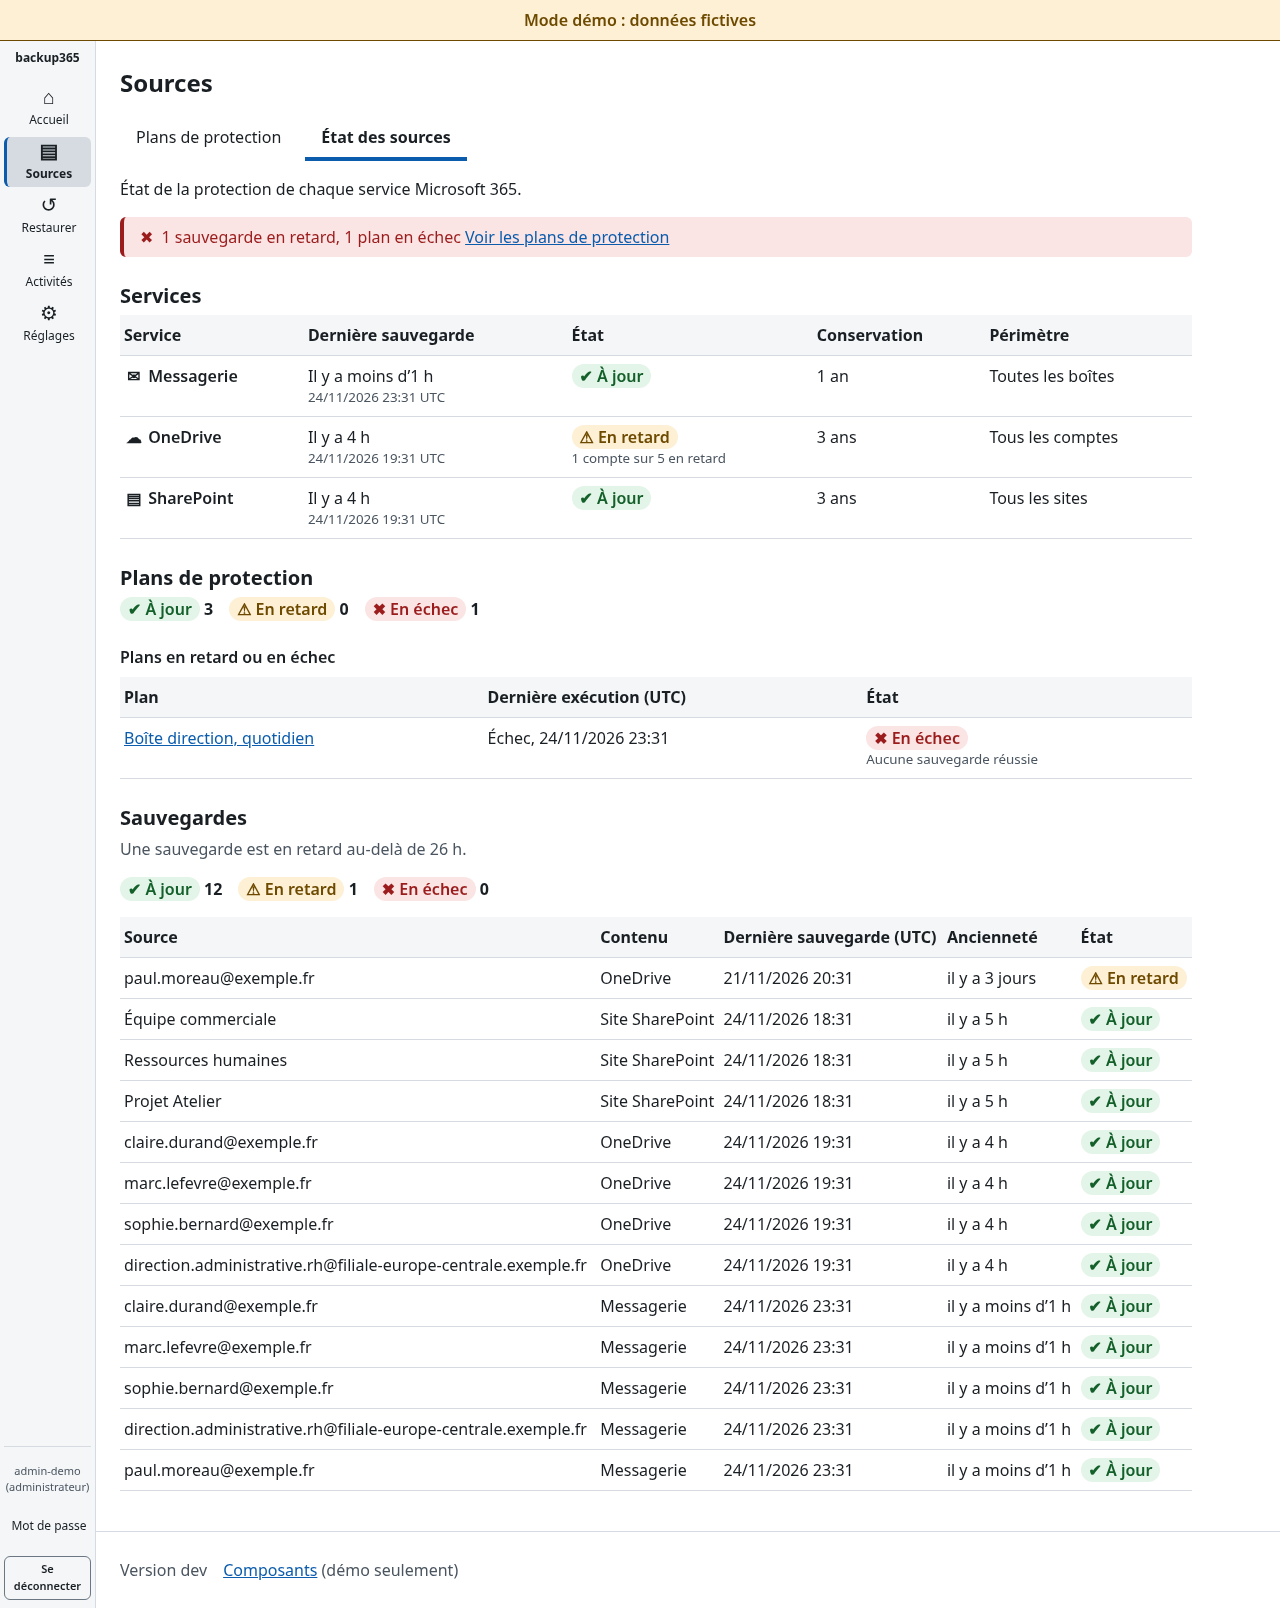 Mode démo : données fictives
backup365
Accueil
Sources
Restaurer
Activités
Réglages
admin-demo
(administrateur)
Mot de passe
Se
déconnecter
Sources
Plans de protection État des sources
État de la protection de chaque service Microsoft 365.
✖ 1 sauvegarde en retard, 1 plan en échec Voir les plans de protection
Services
Service Dernière sauvegarde État Conservation Périmètre
Messagerie Il y a moins d’1 h ✔ À jour 1 an Toutes les boîtes
24/11/2026 23:31 UTC
OneDrive Il y a 4 h ⚠ En retard 3 ans Tous les comptes
24/11/2026 19:31 UTC 1 compte sur 5 en retard
SharePoint Il y a 4 h ✔ À jour 3 ans Tous les sites
24/11/2026 19:31 UTC
Plans de protection
✔ À jour 3 ⚠ En retard 0 ✖ En échec 1
Plans en retard ou en échec
Plan Dernière exécution (UTC) État
Boîte direction, quotidien Échec, 24/11/2026 23:31 ✖ En échec
Aucune sauvegarde réussie
Sauvegardes
Une sauvegarde est en retard au-delà de 26 h.
✔ À jour 12 ⚠ En retard 1 ✖ En échec 0
Source Contenu Dernière sauvegarde (UTC) Ancienneté État
paul.moreau@exemple.fr OneDrive 21/11/2026 20:31 il y a 3 jours ⚠ En retard
Équipe commerciale Site SharePoint 24/11/2026 18:31 il y a 5 h ✔ À jour
Ressources humaines Site SharePoint 24/11/2026 18:31 il y a 5 h ✔ À jour
Projet Atelier Site SharePoint 24/11/2026 18:31 il y a 5 h ✔ À jour
claire.durand@exemple.fr OneDrive 24/11/2026 19:31 il y a 4 h ✔ À jour
marc.lefevre@exemple.fr OneDrive 24/11/2026 19:31 il y a 4 h ✔ À jour
sophie.bernard@exemple.fr OneDrive 24/11/2026 19:31 il y a 4 h ✔ À jour
direction.administrative.rh@filiale-europe-centrale.exemple.fr OneDrive 24/11/2026 19:31 il y a 4 h ✔ À jour
claire.durand@exemple.fr Messagerie 24/11/2026 23:31 il y a moins d’1 h ✔ À jour
marc.lefevre@exemple.fr Messagerie 24/11/2026 23:31 il y a moins d’1 h ✔ À jour
sophie.bernard@exemple.fr Messagerie 24/11/2026 23:31 il y a moins d’1 h ✔ À jour
direction.administrative.rh@filiale-europe-centrale.exemple.fr Messagerie 24/11/2026 23:31 il y a moins d’1 h ✔ À jour
paul.moreau@exemple.fr Messagerie 24/11/2026 23:31 il y a moins d’1 h ✔ À jour
Version dev Composants (démo seulement)